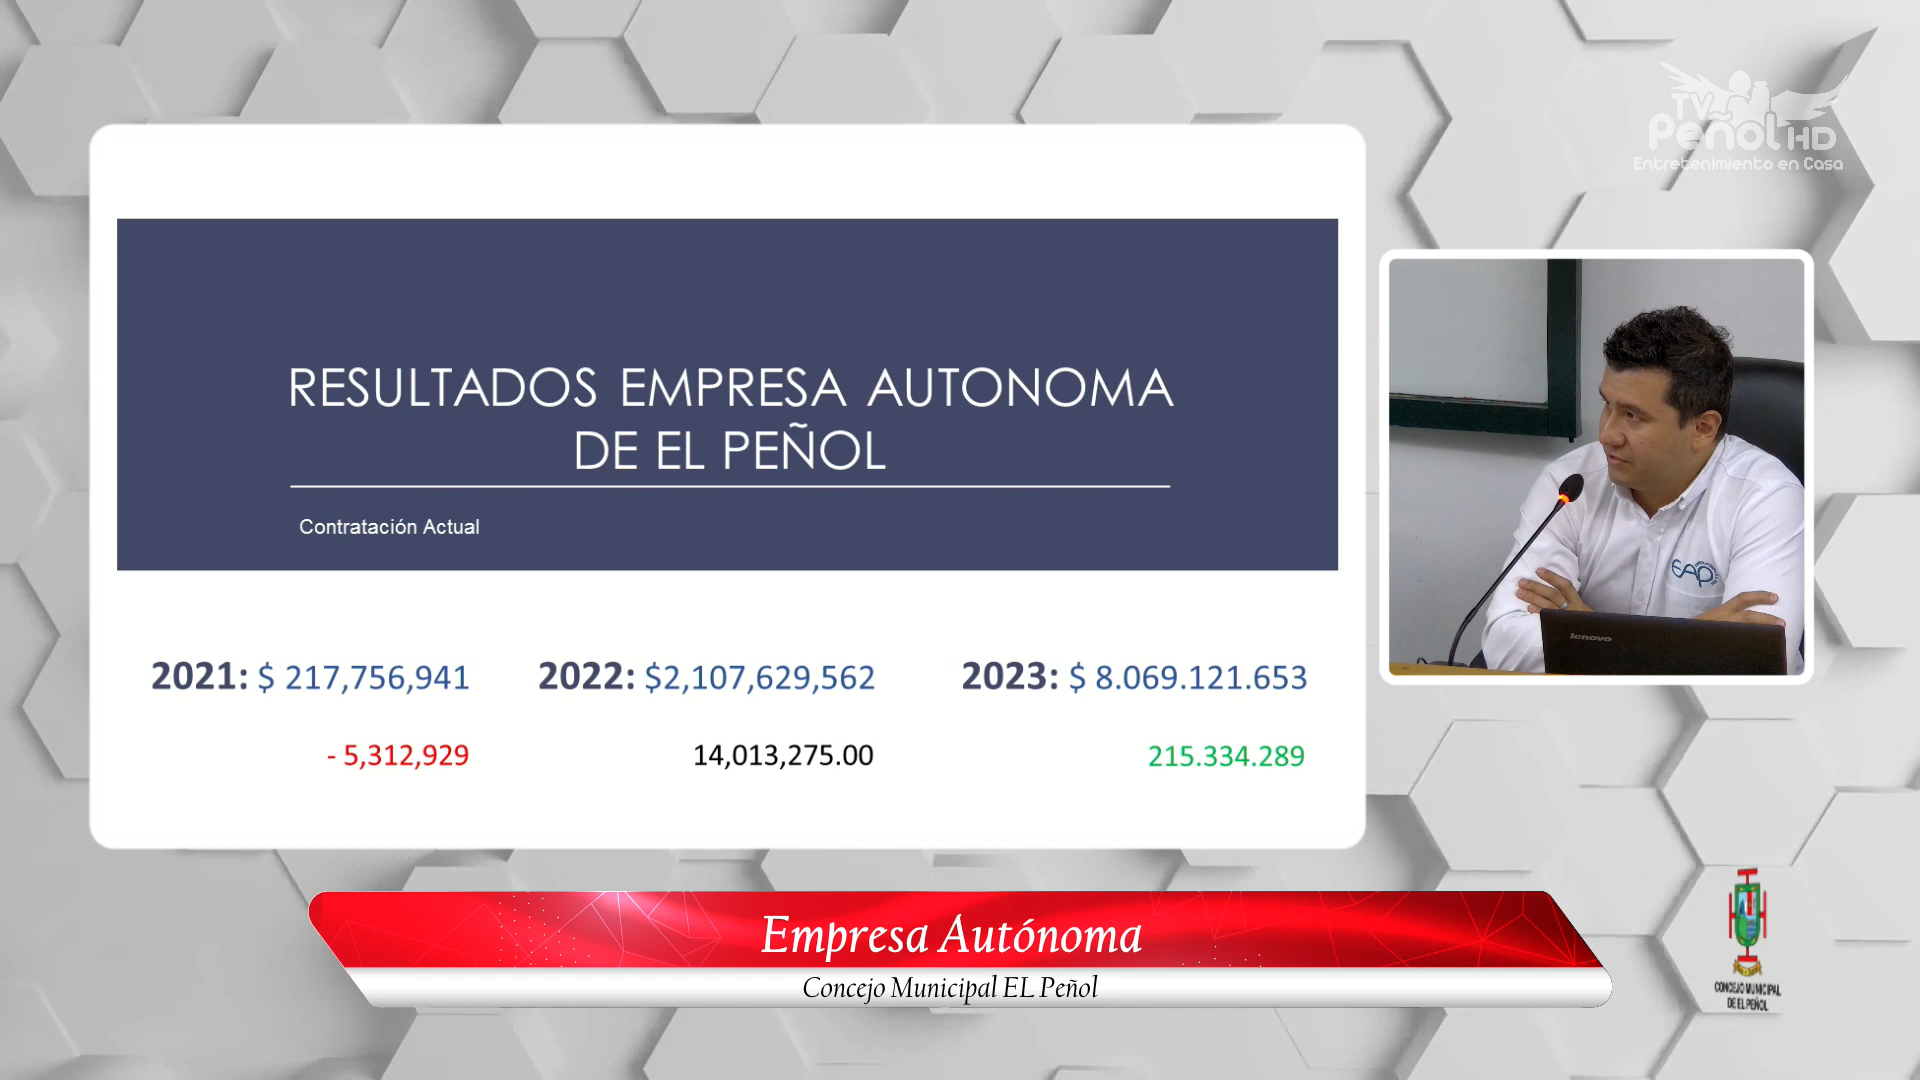 TV
Peñol HD
Entretenimiento en Casa
RESULTADOS EMPRESA AUTONOMA
DE EL PEÑOL
Contratación Actual
2021: $ 217,756,941
2022: $2,107,629,562
2023: $ 8.069.121.653
- 5,312,929
14,013,275.00
215.334.289
EAP
lenovo
Empresa Autónoma
Concejo Municipal EL Peñol
CONCEJO MUNICIPAL
DE EL PEÑOL